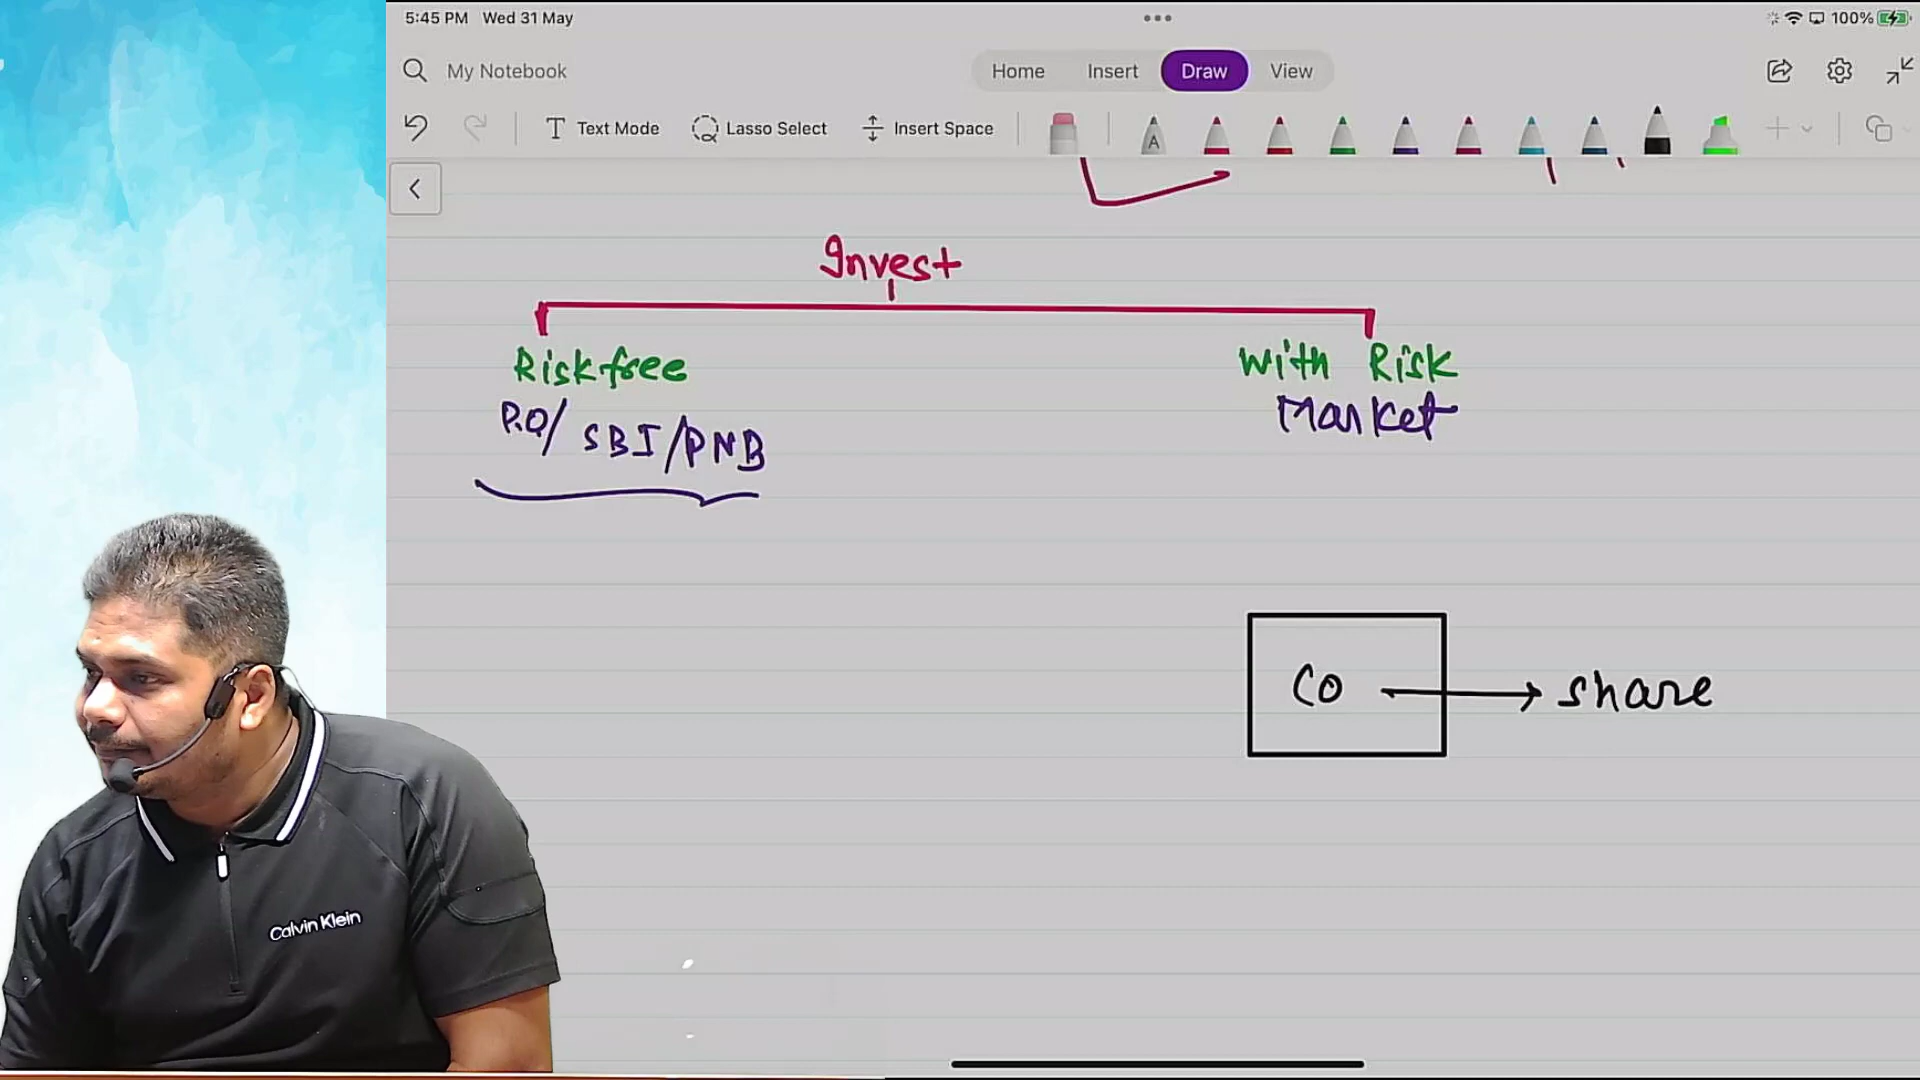 5:45 PM Wed 31 May
100%
My Notebook
Home Insert Draw View
Text Mode Lasso Select Insert Space
A
Invest
Riskfree With Risk
P.O/ SBI/PNB Market
CO → share
Calvin Klein